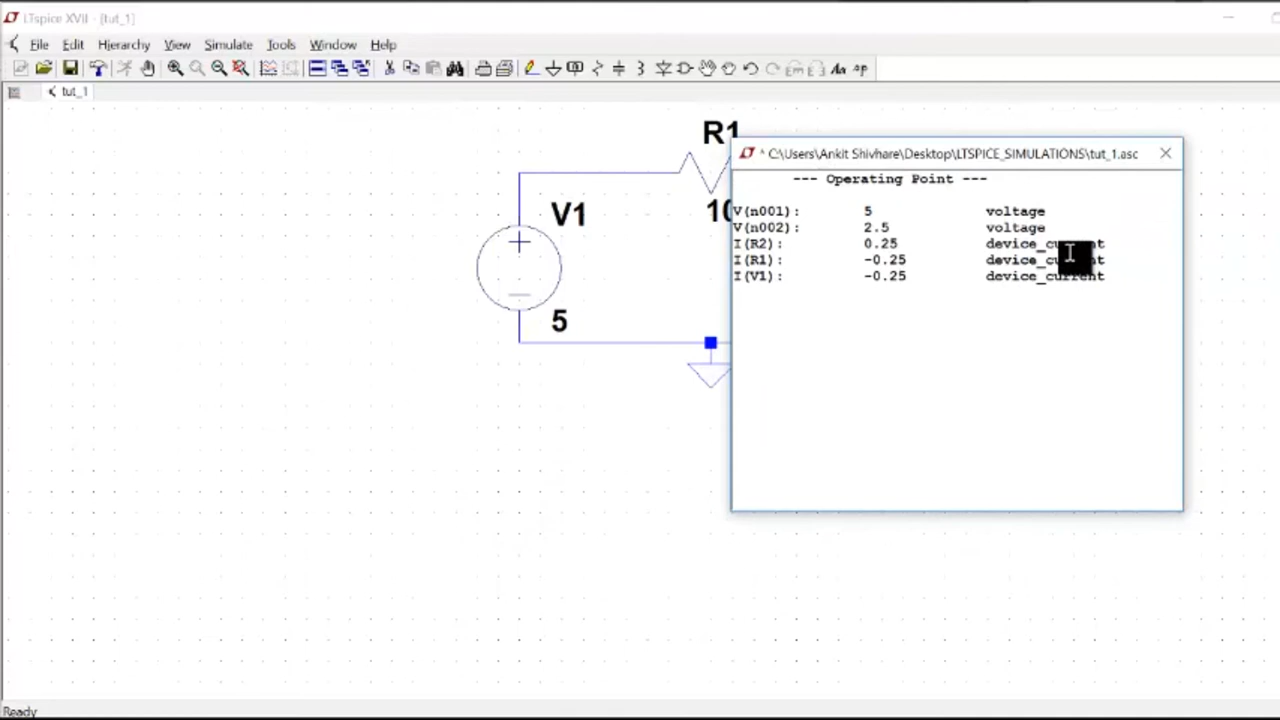 LTspice XVII - [tut_1]
File Edit Hierarchy View Simulate Tools Window Help
tut_1
R1
V1
10
5
* C:\Users\Ankit Shivhare\Desktop\LTSPICE_SIMULATIONS\tut_1.asc
--- Operating Point ---
V(n001): 5 voltage
V(n002): 2.5 voltage
I(R2): 0.25 device_current
I(R1): -0.25 device_current
I(V1): -0.25 device_current
Ready